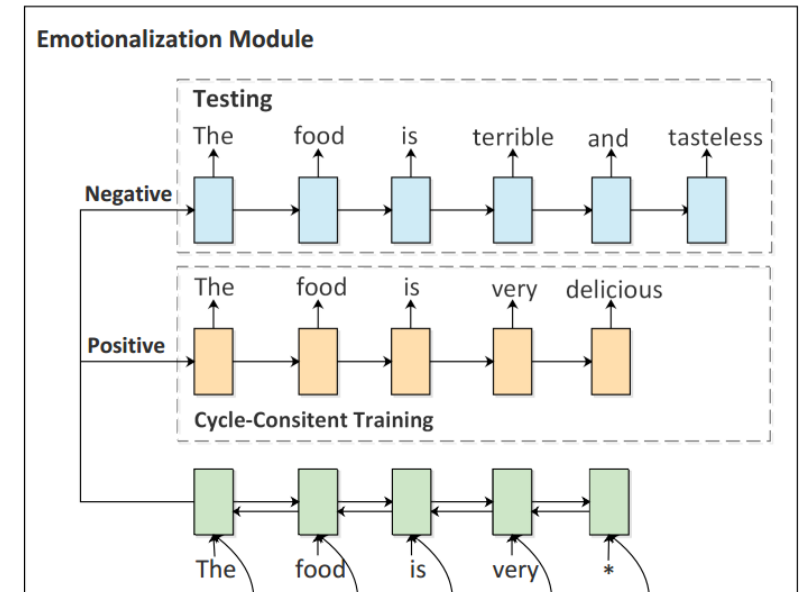 Emotionalization Module
Testing
The food is terrible and tasteless
Negative
The food is very delicious
Positive
Cycle-Consitent Training
The food is very *